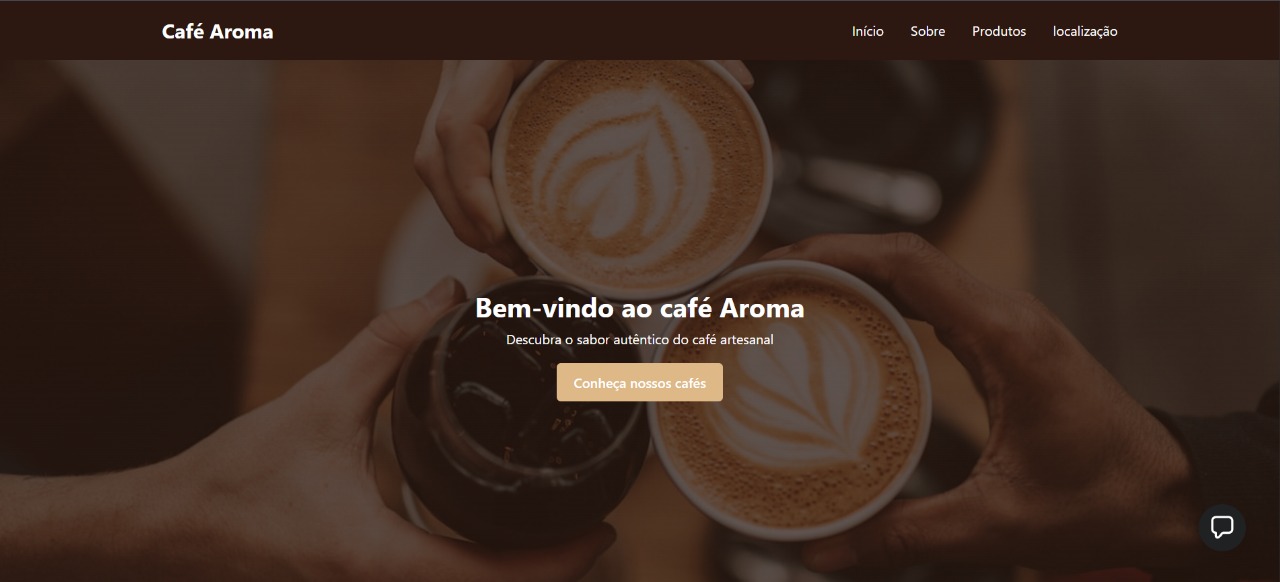 Café Aroma
Início Sobre Produtos localização
Bem-vindo ao café Aroma
Descubra o sabor autêntico do café artesanal
Conheça nossos cafés